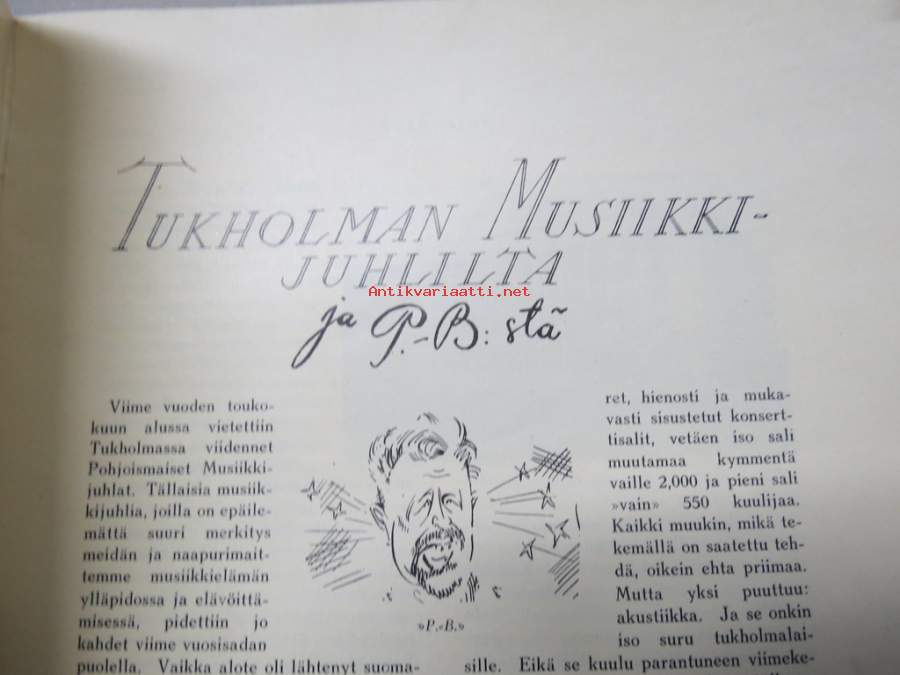 TUKHOLMAN MUSIIKKI-
JUHLILTA
Antikvariaatti.net
ja P.-B:stä
Viime vuoden touko-
kuun alussa vietettiin
Tukholmassa viidennet
Pohjoismaiset Musiikki-
juhlat. Tällaisia musiik-
kijuhlia, joilla on epäile-
mättä suuri merkitys
meidän ja naapurimait-
temme musiikkielämän
ylläpidossa ja elävöittä-
misessä, pidettiin jo
kahdet viime vuosisadan
puolella. Vaikka alote oli lähtenyt suoma-
»P.-B.»
ret, hienosti ja muka-
vasti sisustetut konsert-
tisalit, vetäen iso sali
muutamaa kymmentä
vaille 2,000 ja pieni sali
»vain» 550 kuulijaa.
Kaikki muukin, mikä te-
kemällä on saatettu teh-
dä, oikein ehta priimaa.
Mutta yksi puuttuu:
akustiikka. Ja se onkin
iso suru tukholmalai-
sille. Eikä se kuulu parantuneen viimeke-